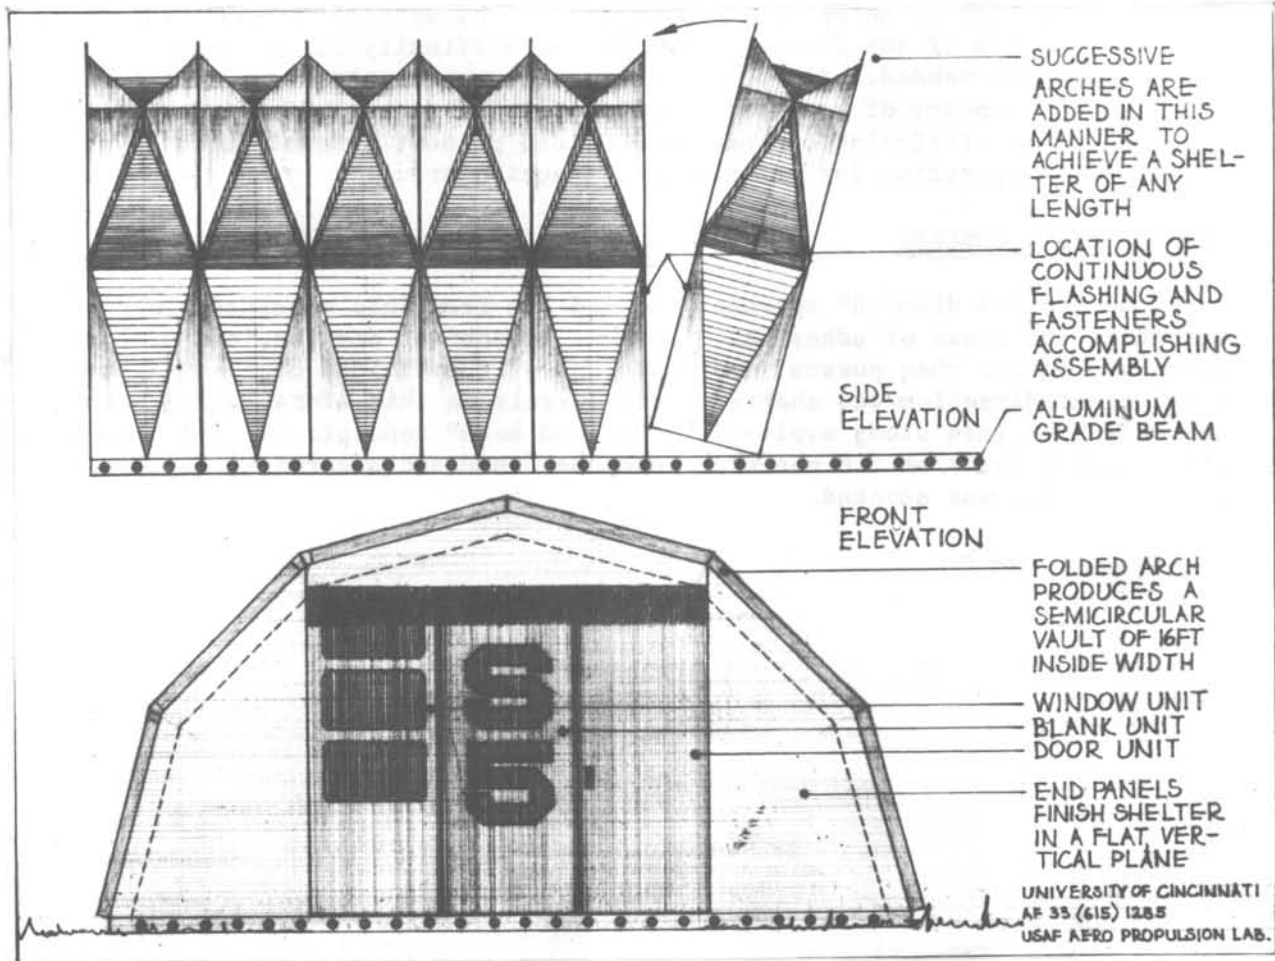 SUCCESSIVE
ARCHES ARE
ADDED IN THIS
MANNER TO
ACHIEVE A SHEL-
TER OF ANY
LENGTH
LOCATION OF
CONTINUOUS
FLASHING AND
FASTENERS
ACCOMPLISHING
ASSEMBLY
SIDE
ELEVATION
ALUMINUM
GRADE BEAM
FRONT
ELEVATION
FOLDED ARCH
PRODUCES A
SEMICIRCULAR
VAULT OF 16FT
INSIDE WIDTH
S
5
WINDOW UNIT
BLANK UNIT
DOOR UNIT
END PANELS
FINISH SHELTER
IN A FLAT, VER-
TICAL PLANE
UNIVERSITY OF CINCINNATI
AF 33 (615) 1285
USAF AERO PROPULSION LAB.